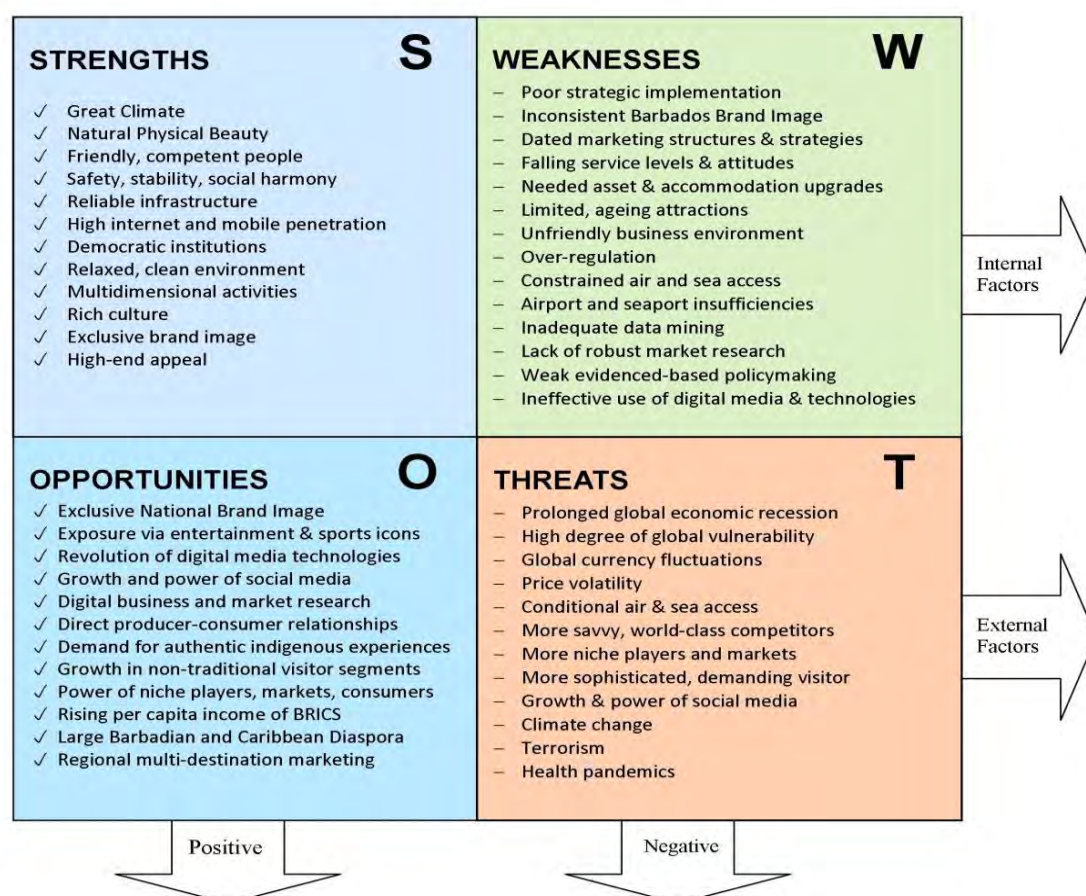 STRENGTHS S
✓ Great Climate
✓ Natural Physical Beauty
✓ Friendly, competent people
✓ Safety, stability, social harmony
✓ Reliable infrastructure
✓ High internet and mobile penetration
✓ Democratic institutions
✓ Relaxed, clean environment
✓ Multidimensional activities
✓ Rich culture
✓ Exclusive brand image
✓ High-end appeal
WEAKNESSES W
– Poor strategic implementation
– Inconsistent Barbados Brand Image
– Dated marketing structures & strategies
– Falling service levels & attitudes
– Needed asset & accommodation upgrades
– Limited, ageing attractions
– Unfriendly business environment
– Over-regulation
– Constrained air and sea access
– Airport and seaport insufficiencies
– Inadequate data mining
– Lack of robust market research
– Weak evidenced-based policymaking
– Ineffective use of digital media & technologies
Internal
Factors
OPPORTUNITIES O
✓ Exclusive National Brand Image
✓ Exposure via entertainment & sports icons
✓ Revolution of digital media technologies
✓ Growth and power of social media
✓ Digital business and market research
✓ Direct producer-consumer relationships
✓ Demand for authentic indigenous experiences
✓ Growth in non-traditional visitor segments
✓ Power of niche players, markets, consumers
✓ Rising per capita income of BRICS
✓ Large Barbadian and Caribbean Diaspora
✓ Regional multi-destination marketing
THREATS T
– Prolonged global economic recession
– High degree of global vulnerability
– Global currency fluctuations
– Price volatility
– Conditional air & sea access
– More savvy, world-class competitors
– More niche players and markets
– More sophisticated, demanding visitor
– Growth & power of social media
– Climate change
– Terrorism
– Health pandemics
External
Factors
Positive
Negative